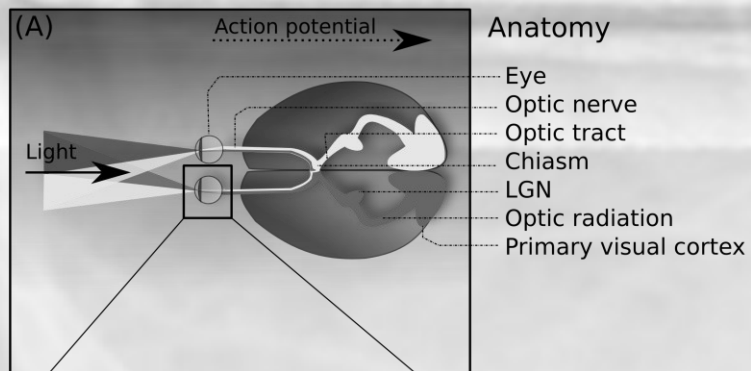 (A)
Action potential
Anatomy
Eye
Optic nerve
Optic tract
Light
Chiasm
LGN
Optic radiation
Primary visual cortex